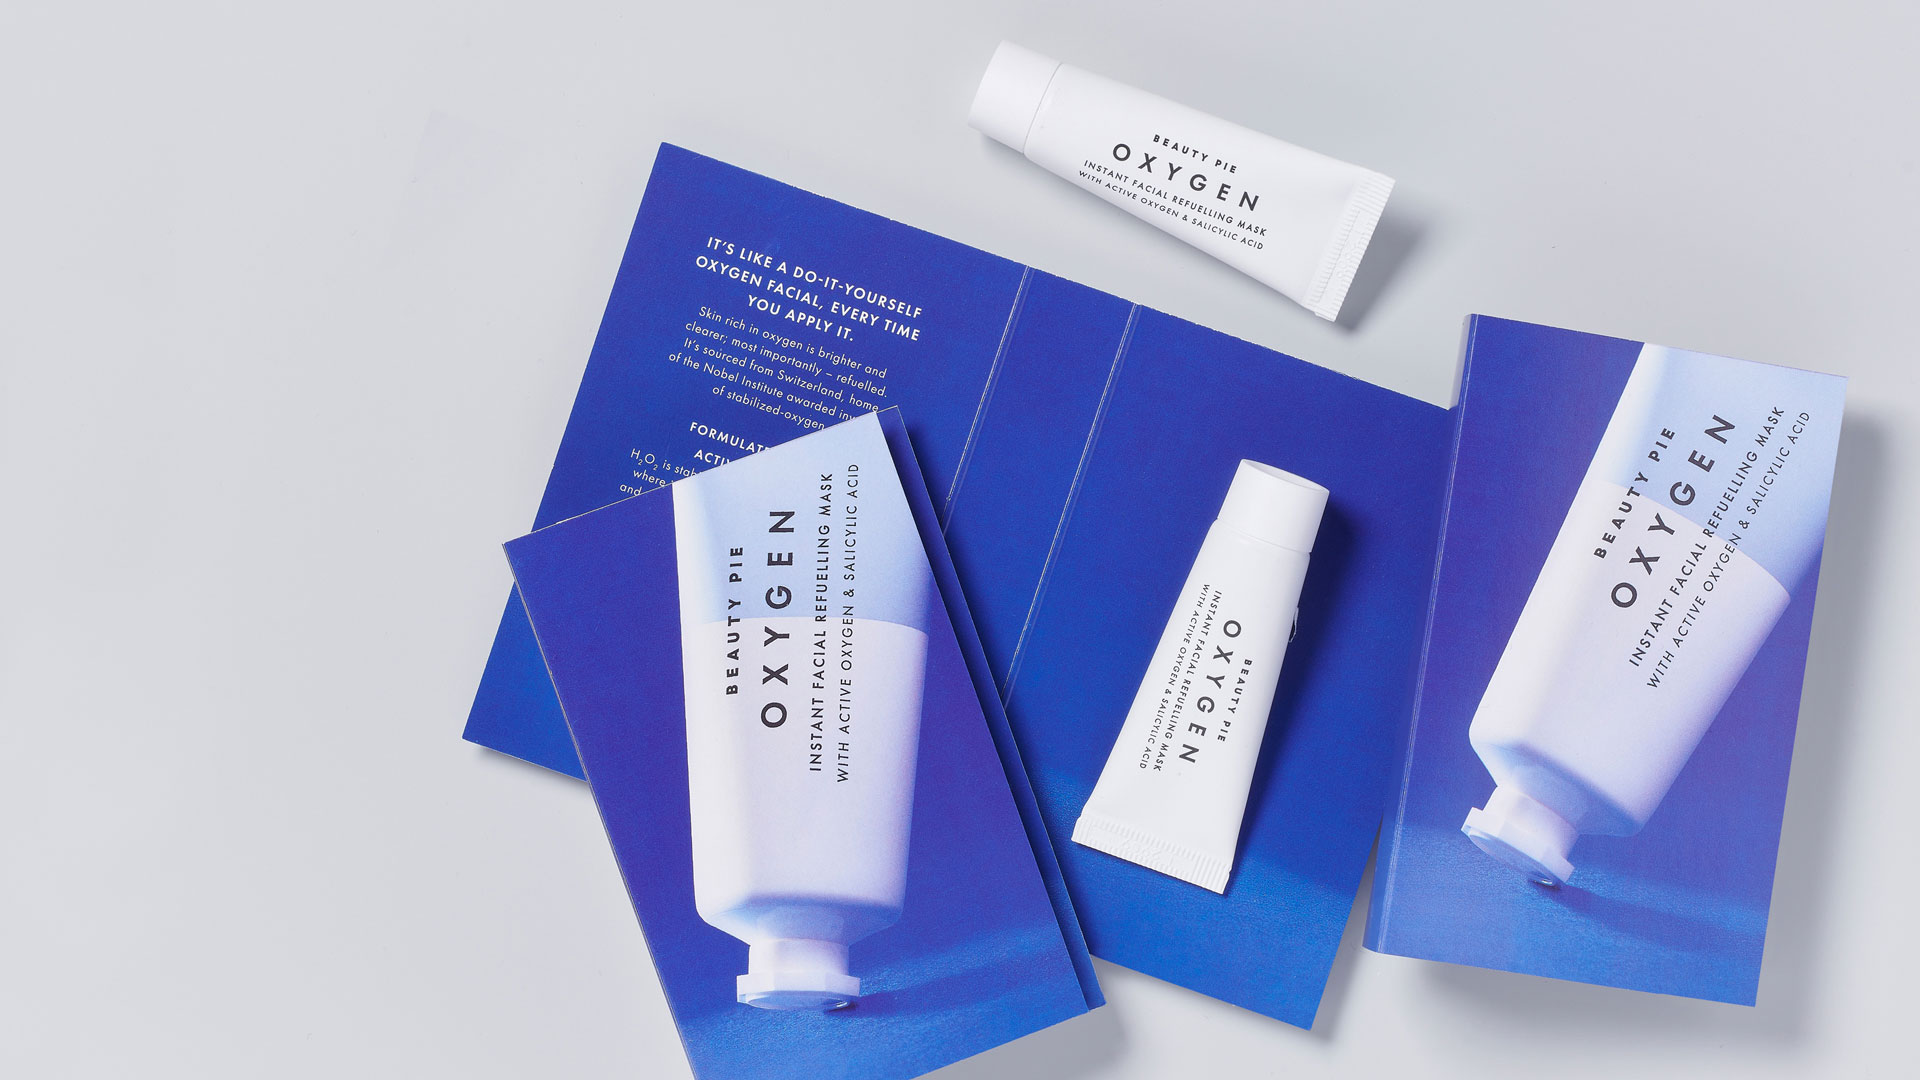 BEAUTY PIE
OXYGEN
INSTANT FACIAL REFUELLING MASK
WITH ACTIVE OXYGEN & SALICYLIC ACID
IT'S LIKE A DO-IT-YOURSELF
OXYGEN FACIAL, EVERY TIME
YOU APPLY IT.
Skin rich in oxygen is brighter and
clearer; most importantly – refuelled.
It's sourced from Switzerland, home
of the Nobel Institute awarded
of stabilized-oxygen
H₂O₂ is
where
and
BEAUTY PIE
OXYGEN
INSTANT FACIAL REFUELLING MASK
WITH ACTIVE OXYGEN & SALICYLIC ACID
BEAUTY PIE
OXYGEN
INSTANT FACIAL REFUELLING MASK
WITH ACTIVE OXYGEN & SALICYLIC ACID
BEAUTY PIE
OXYGEN
INSTANT FACIAL REFUELLING MASK
WITH ACTIVE OXYGEN & SALICYLIC ACID